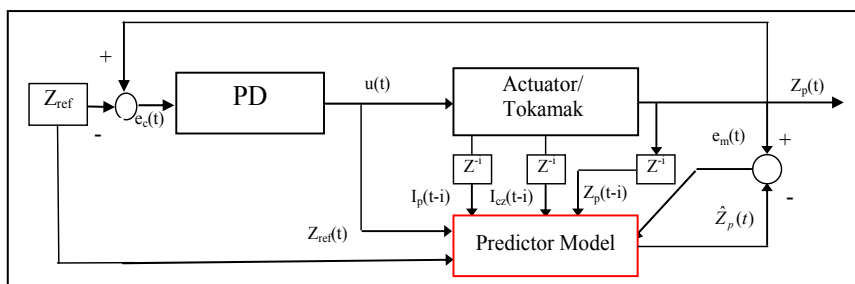 +
Z_ref
-
e_c(t)
PD
u(t)
Actuator/
Tokamak
Z_p(t)
e_m(t)
+
-
Z^-1
Z^-1
Z^-1
I_p(t-i)
I_cz(t-i)
Z_p(t-i)
Z_ref(t)
Predictor Model
Ẑ_p(t)